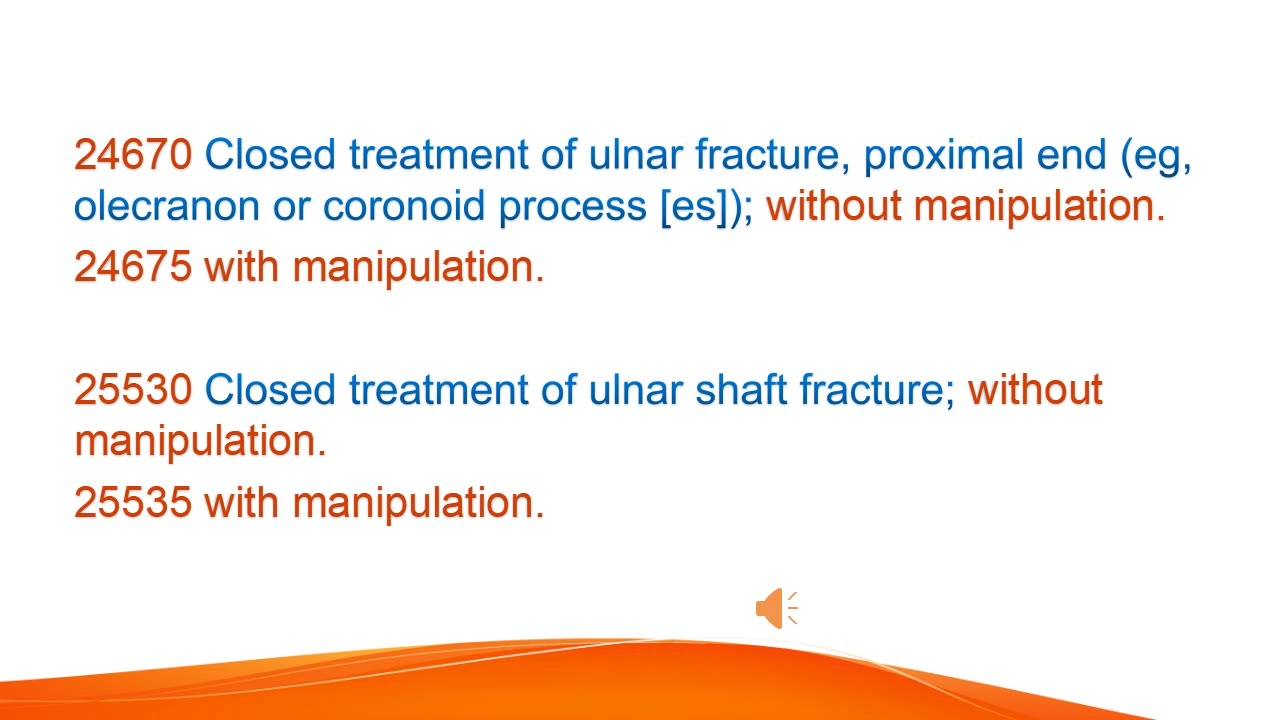 24670 Closed treatment of ulnar fracture, proximal end (eg,
olecranon or coronoid process [es]); without manipulation.
24675 with manipulation.
25530 Closed treatment of ulnar shaft fracture; without
manipulation.
25535 with manipulation.